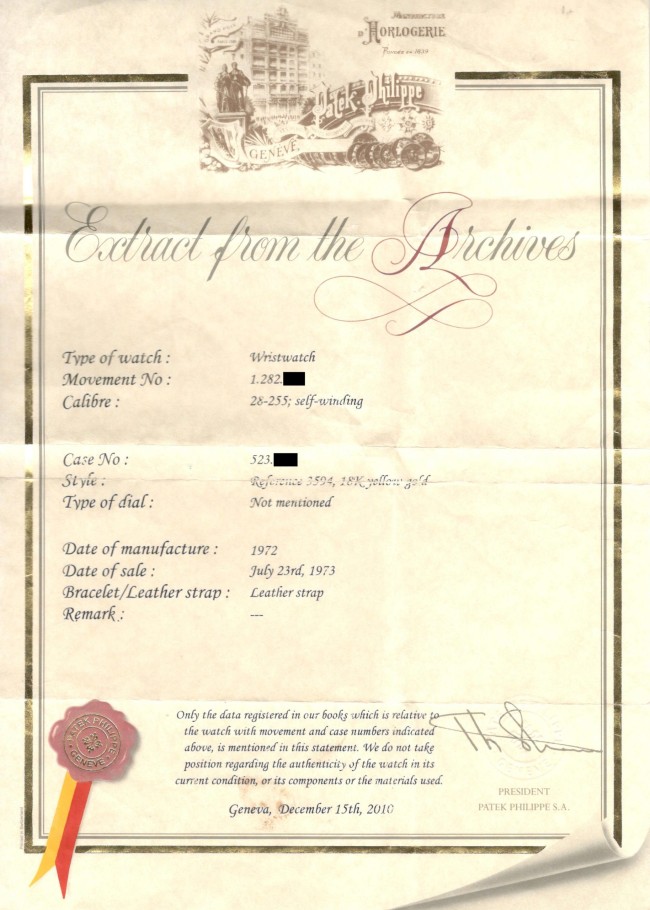 Manufacture
D'HORLOGERIE
Fondée en 1839
Patek Philippe
GENÈVE.
Extract from the Archives
Type of watch : Wristwatch
Movement No : 1.282.
Calibre : 28-255; self-winding
Case No : 523.
Style : Reference 3594, 18K yellow gold
Type of dial : Not mentioned
Date of manufacture : 1972
Date of sale : July 23rd, 1973
Bracelet/Leather strap : Leather strap
Remark : ---
Only the data registered in our books which is relative to
the watch with movement and case numbers indicated
above, is mentioned in this statement. We do not take
position regarding the authenticity of the watch in its
current condition, or its components or the materials used.
Geneva, December 15th, 2010
PATEK PHILIPPE
GENEVE
PRESIDENT
PATEK PHILIPPE S.A.